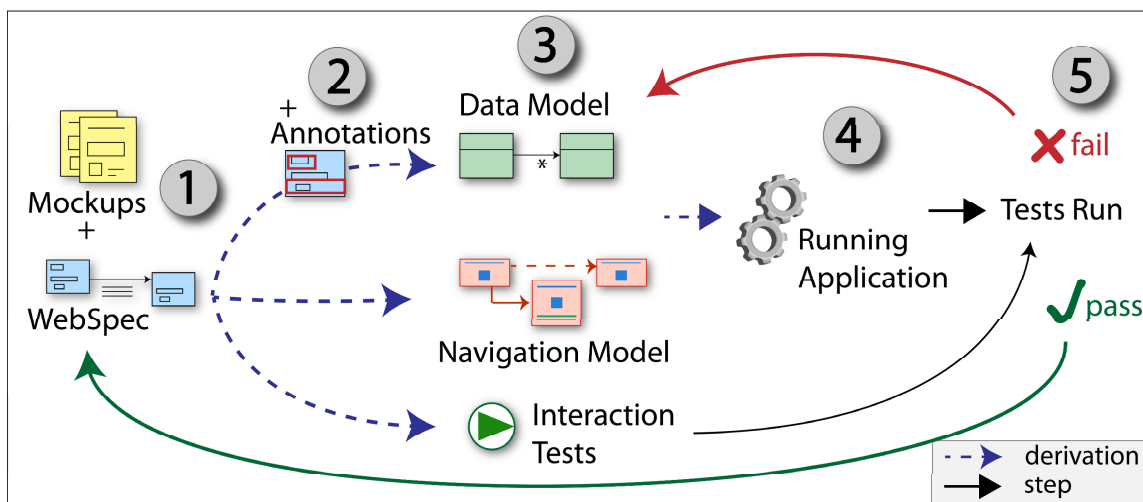 1
Mockups
+
WebSpec
2
+
Annotations
3
Data Model
*
Navigation Model
Interaction
Tests
4
Running
Application
5
fail
Tests Run
pass
derivation
step